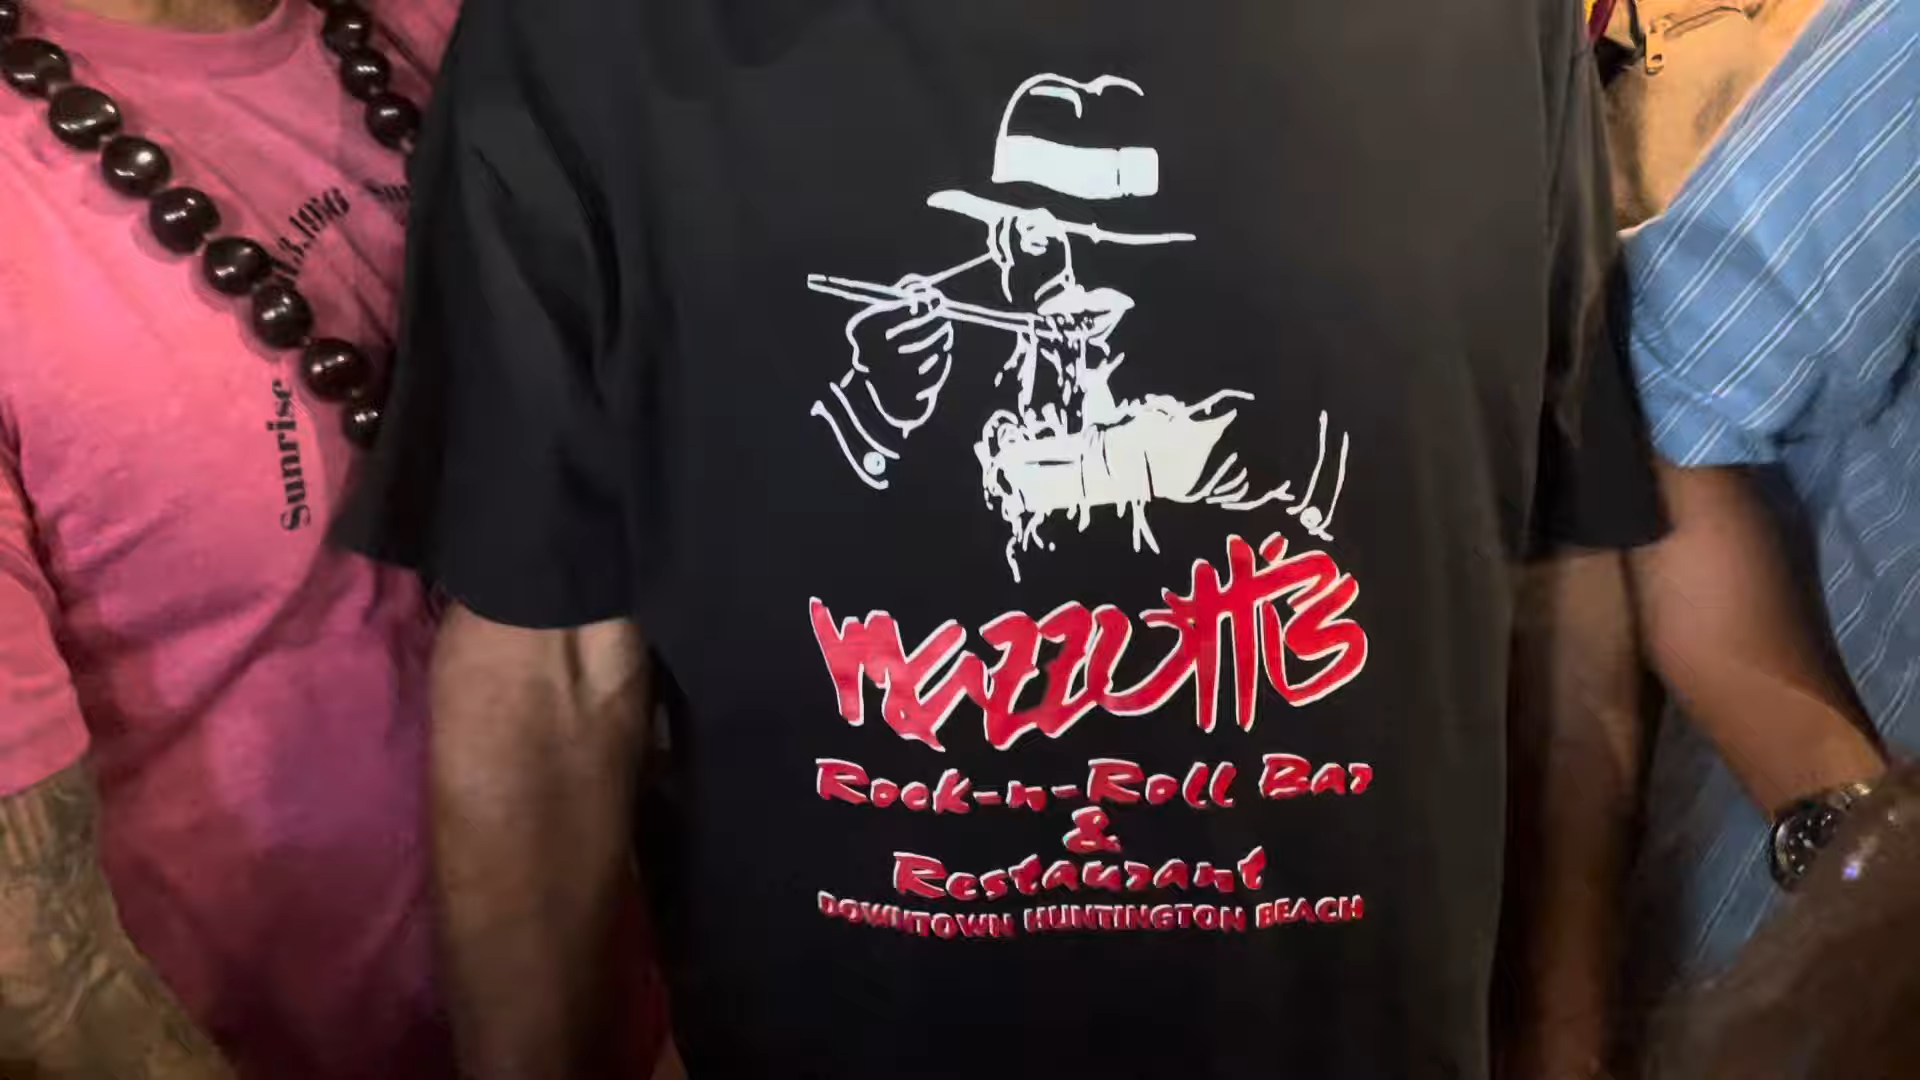 Sunrise
Mazzotti's
Rock-n-Roll Bar
&
Restaurant
DOWNTOWN HUNTINGTON BEACH